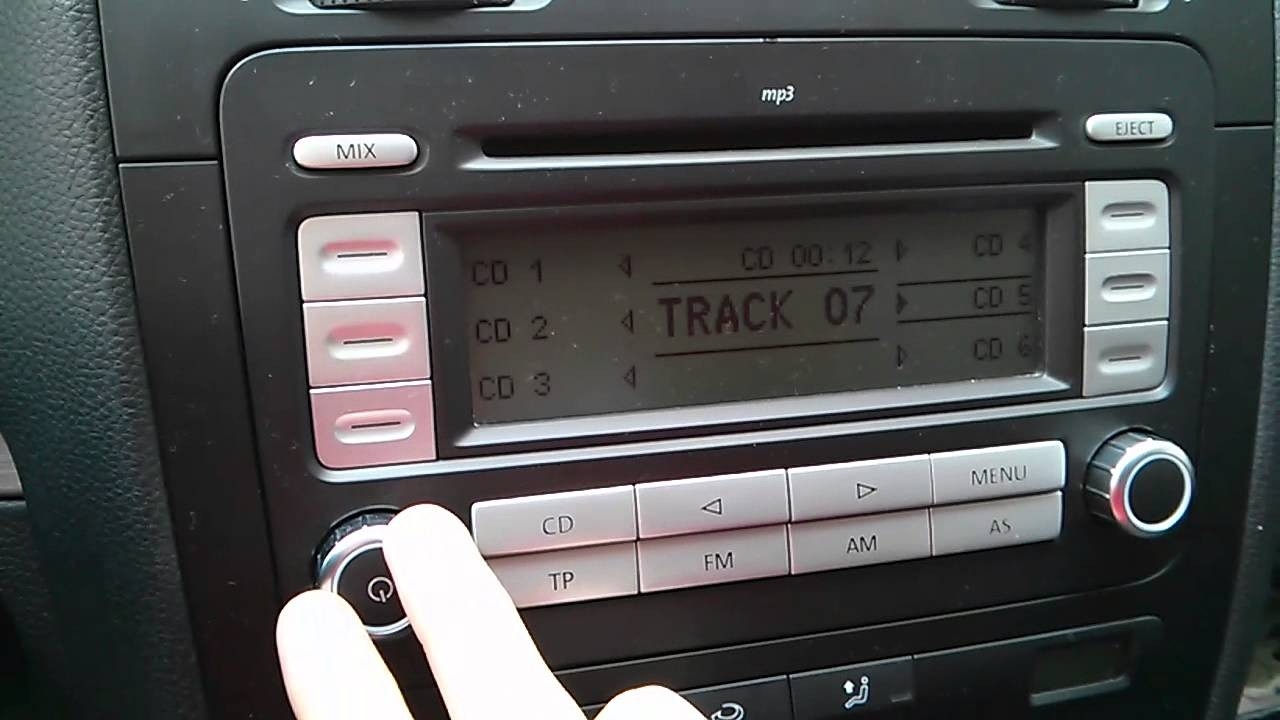 mp3
MIX
EJECT
CD 1
CD 00:12
CD 4
CD 2
TRACK 07
CD 5
CD 3
CD 6
CD
MENU
TP
FM
AM
AS